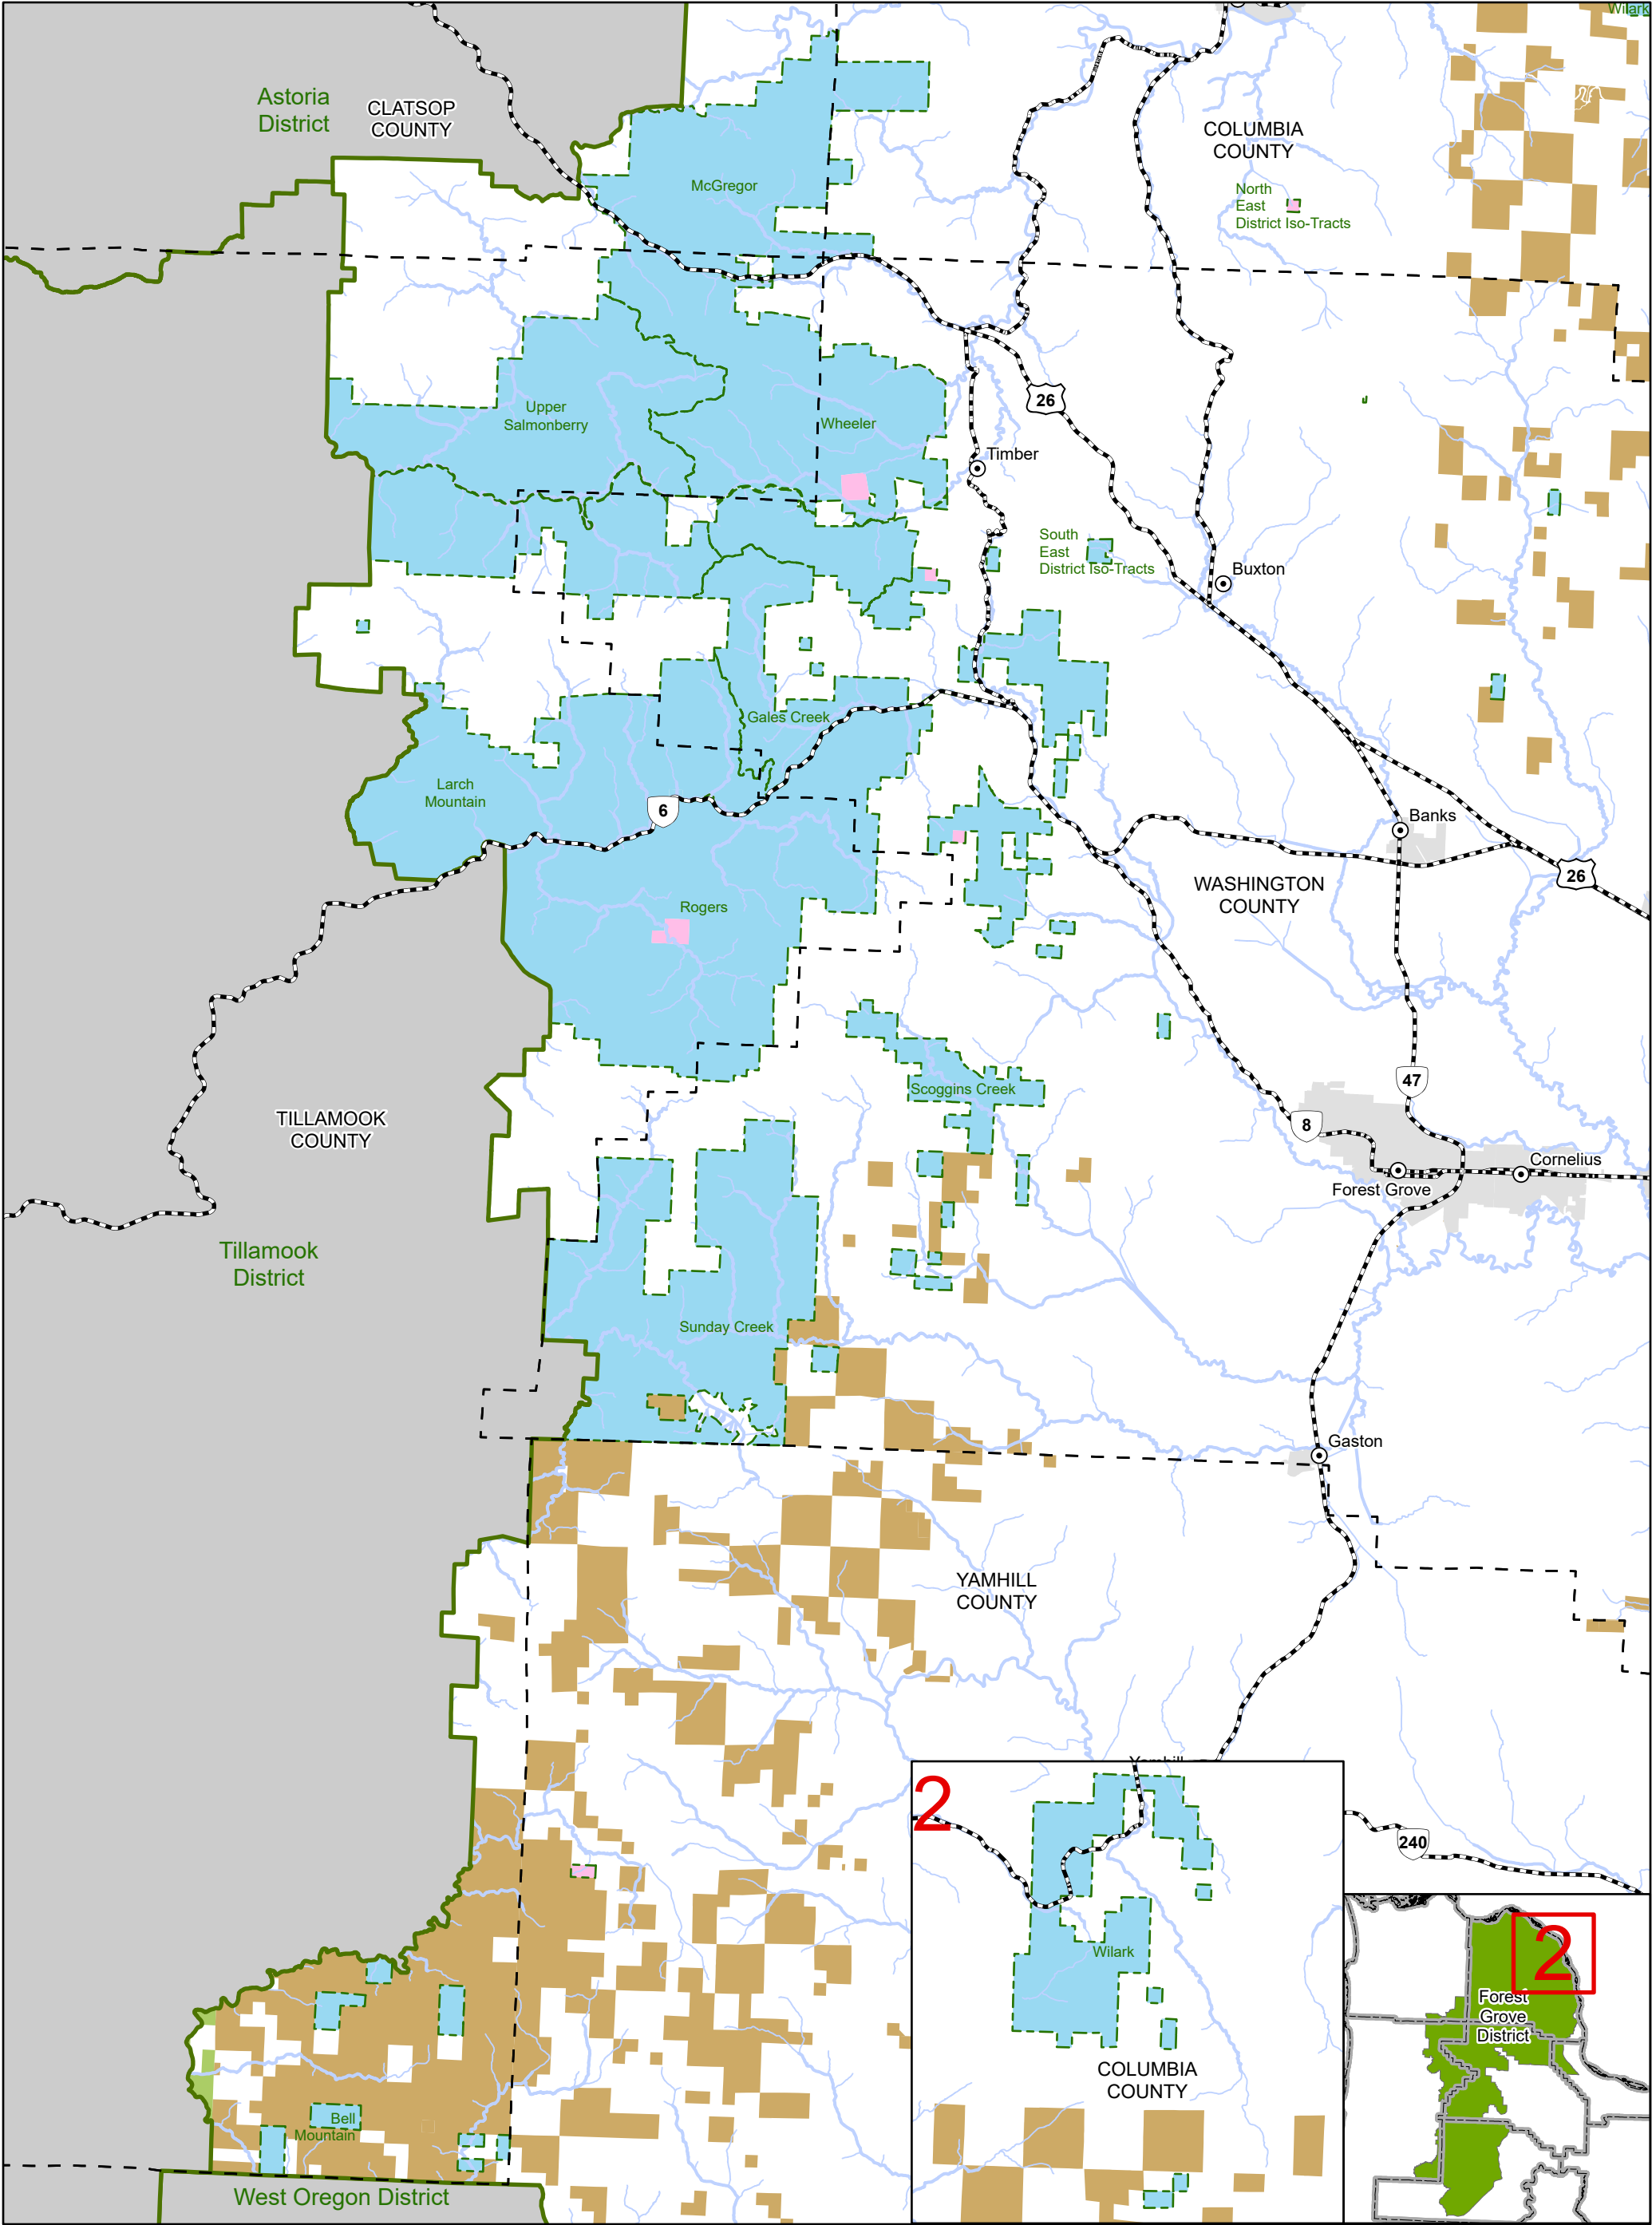 Wilark
Astoria
District
CLATSOP
COUNTY
COLUMBIA
COUNTY
McGregor
North
East
District Iso-Tracts
26
Upper
Salmonberry
Wheeler
Timber
South
East
District Iso-Tracts
Buxton
Gales Creek
Larch
Mountain
6
Banks
26
WASHINGTON
COUNTY
Rogers
47
Scoggins Creek
TILLAMOOK
COUNTY
8
Cornelius
Forest Grove
Tillamook
District
Sunday Creek
Gaston
YAMHILL
COUNTY
Yamhill
2
240
Wilark
2
Forest
Grove
District
COLUMBIA
COUNTY
Bell
Mountain
West Oregon District